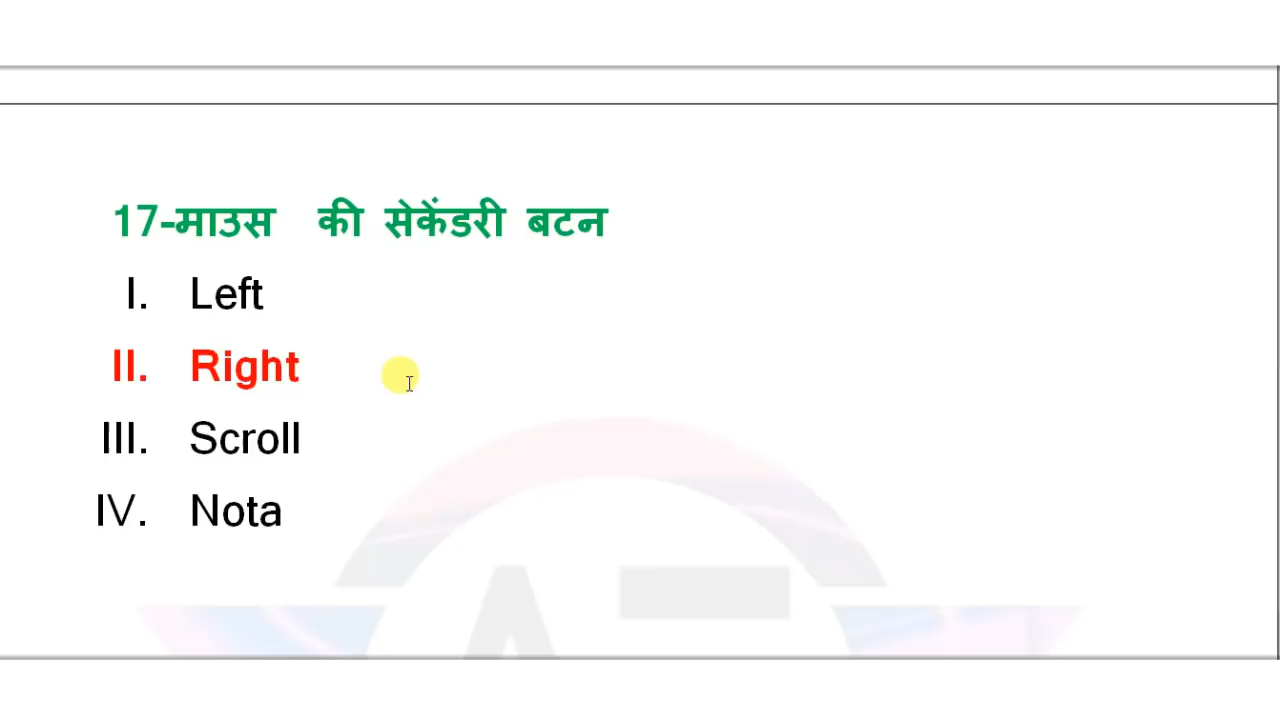 17-माउस की सेकेंडरी बटन
I. Left
II. Right
III. Scroll
IV. Nota